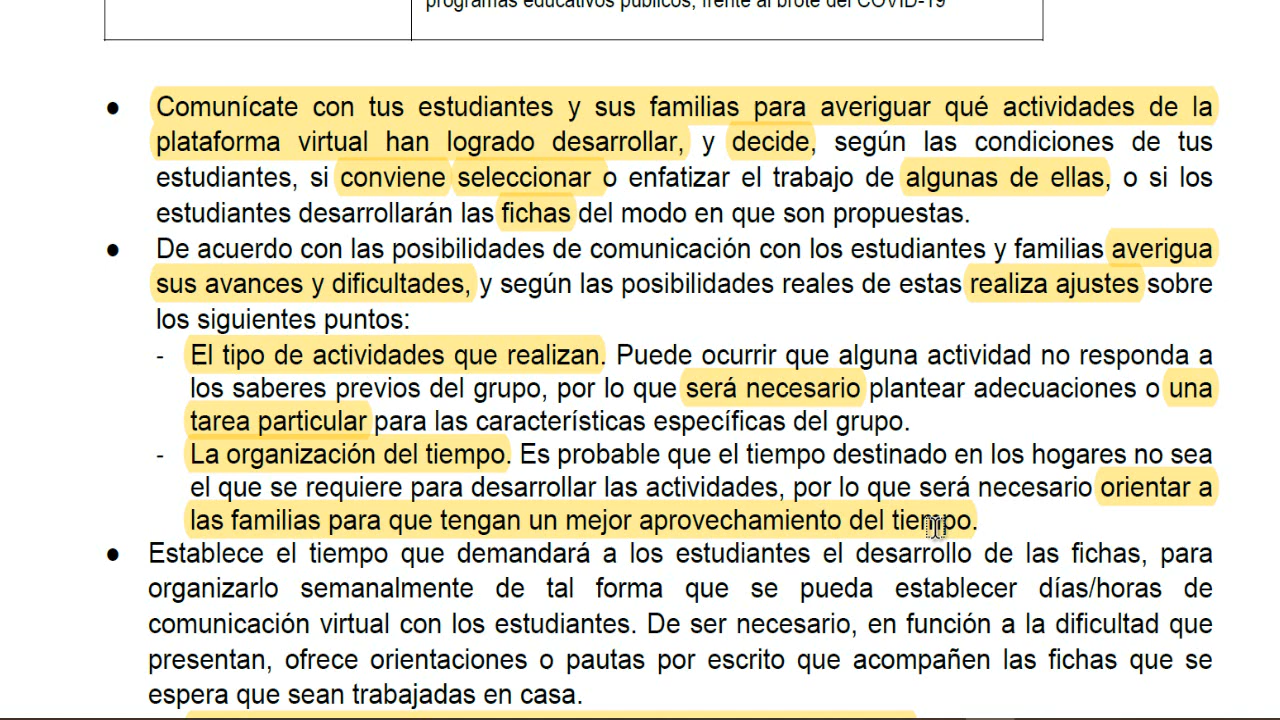 programas educativos públicos, frente al brote del COVID-19
● Comunícate con tus estudiantes y sus familias para averiguar qué actividades de la
plataforma virtual han logrado desarrollar, y decide, según las condiciones de tus
estudiantes, si conviene seleccionar o enfatizar el trabajo de algunas de ellas, o si los
estudiantes desarrollarán las fichas del modo en que son propuestas.
● De acuerdo con las posibilidades de comunicación con los estudiantes y familias averigua
sus avances y dificultades, y según las posibilidades reales de estas realiza ajustes sobre
los siguientes puntos:
- El tipo de actividades que realizan. Puede ocurrir que alguna actividad no responda a
los saberes previos del grupo, por lo que será necesario plantear adecuaciones o una
tarea particular para las características específicas del grupo.
- La organización del tiempo. Es probable que el tiempo destinado en los hogares no sea
el que se requiere para desarrollar las actividades, por lo que será necesario orientar a
las familias para que tengan un mejor aprovechamiento del tiempo.
● Establece el tiempo que demandará a los estudiantes el desarrollo de las fichas, para
organizarlo semanalmente de tal forma que se pueda establecer días/horas de
comunicación virtual con los estudiantes. De ser necesario, en función a la dificultad que
presentan, ofrece orientaciones o pautas por escrito que acompañen las fichas que se
espera que sean trabajadas en casa.